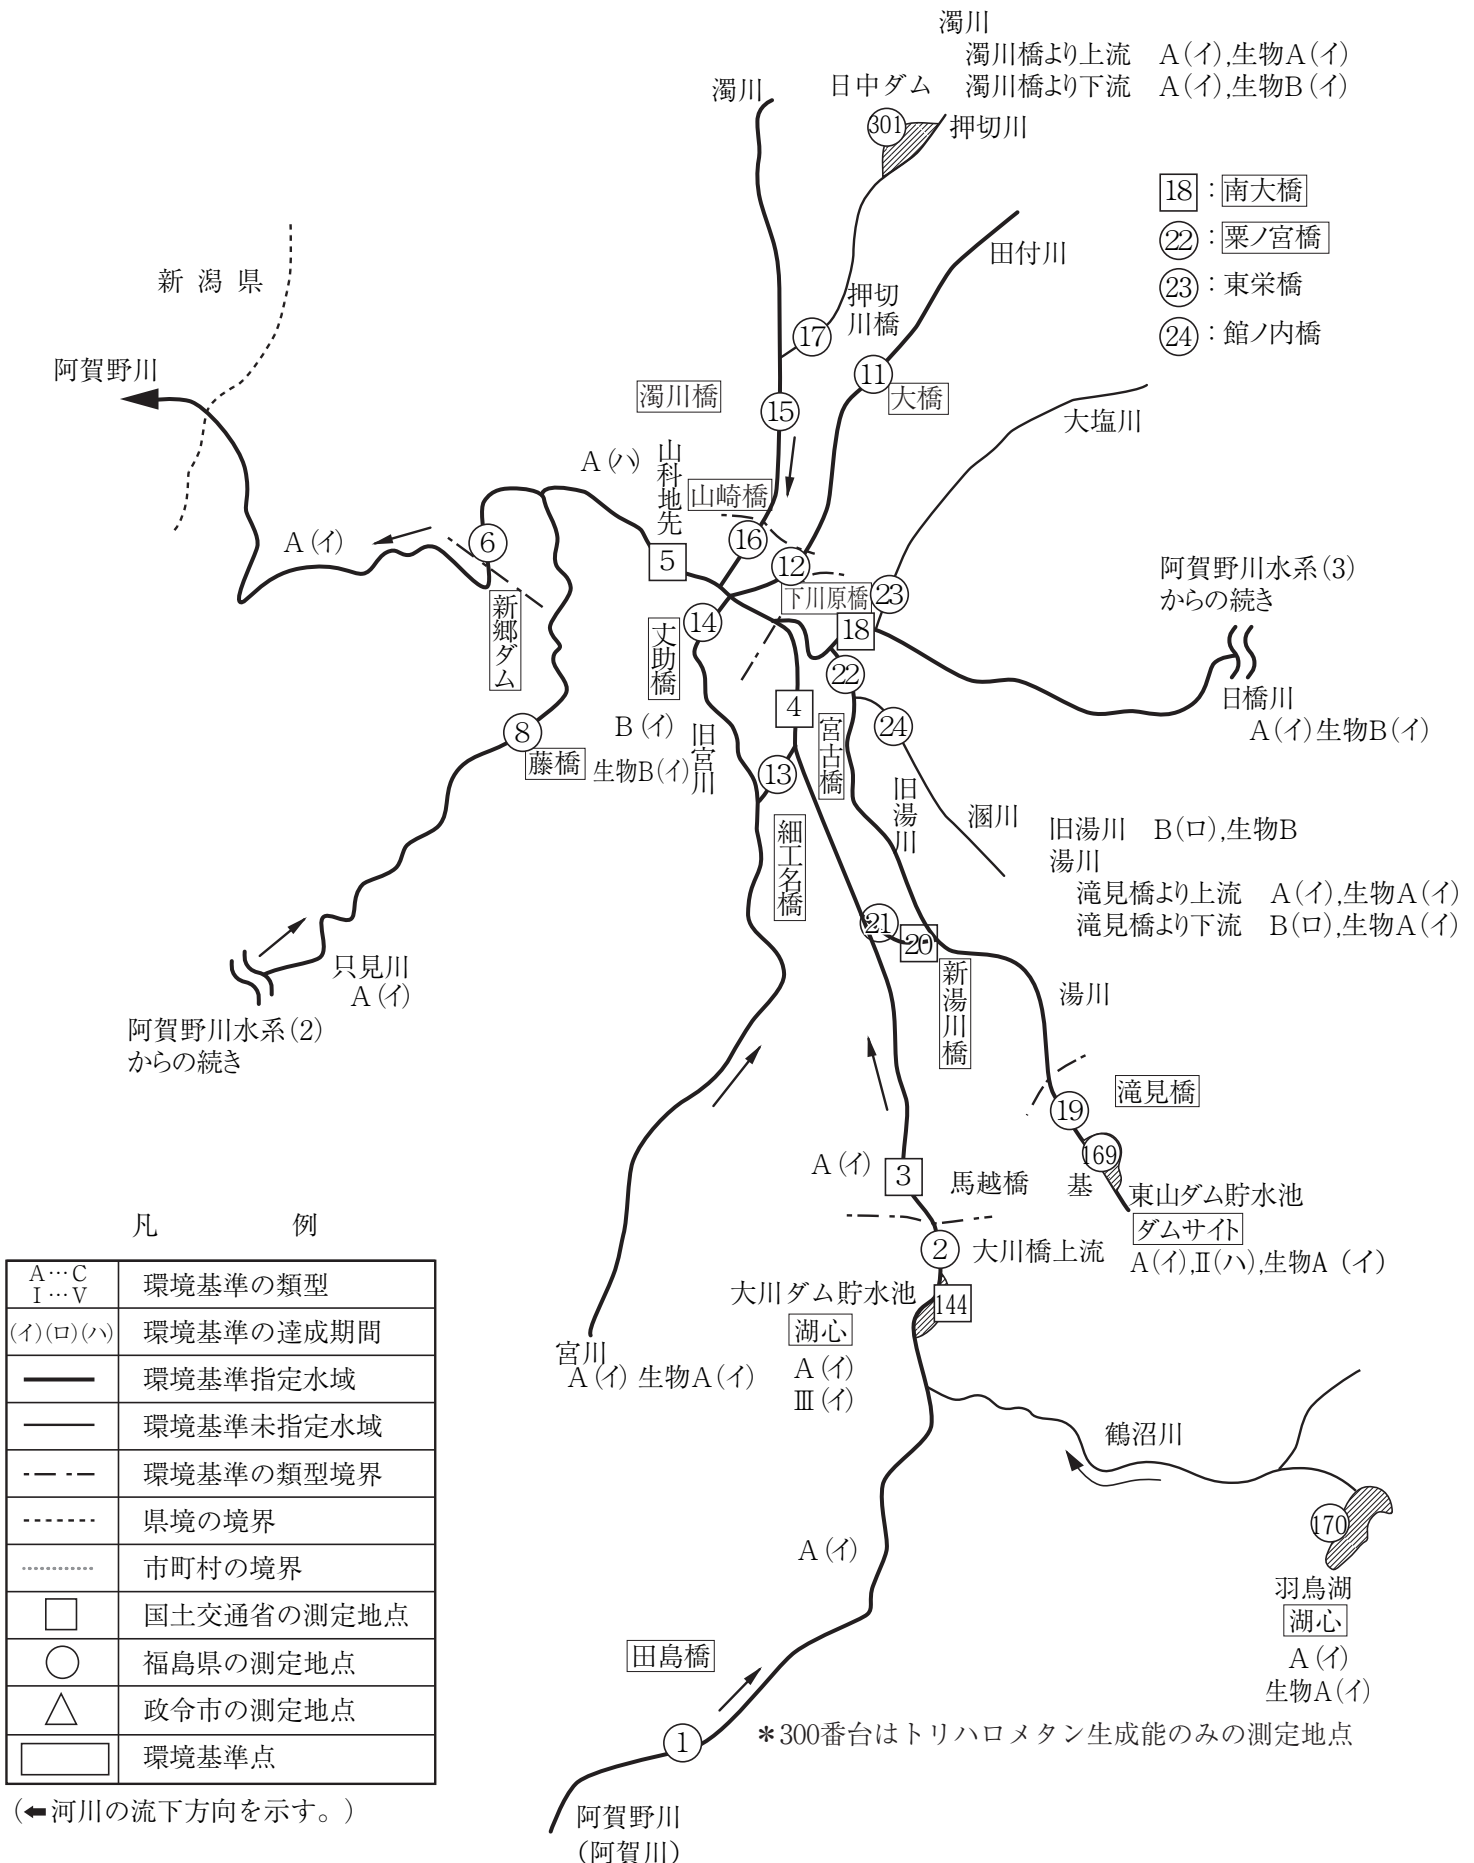 濁川
濁川橋より上流 A(イ),生物A(イ)
濁川橋より下流 A(イ),生物B(イ)
日中ダム
濁川
301
押切川
18：南大橋
22：粟ノ宮橋
23：東栄橋
24：館ノ内橋
田付川
新潟県
押切
川橋
17
阿賀野川
11
大橋
濁川橋
15
大塩川
A(ハ)
山科地先
山崎橋
A(イ)
6
16
5
12
阿賀野川水系(3)
からの続き
下川原橋
23
新郷ダム
14
18
丈助橋
22
日橋川
A(イ)生物B(イ)
4
8
藤橋
B(イ)
生物B(イ)
旧宮川
宮古橋
24
13
旧湯川
湯川
細工名橋
旧湯川 B(ロ),生物B
湯川
滝見橋より上流 A(イ),生物A(イ)
滝見橋より下流 B(ロ),生物A(イ)
21
20
只見川
A(イ)
新湯川橋
阿賀野川水系(2)
からの続き
滝見橋
19
169
A(イ)
3
馬越橋
基
東山ダム貯水池
ダムサイト
A(イ),Ⅱ(ハ),生物A (イ)
2
大川橋上流
大川ダム貯水池
144
湖心
A(イ)
Ⅲ(イ)
宮川
A(イ) 生物A(イ)
鶴沼川
170
羽鳥湖
湖心
A(イ)
生物A(イ)
A(イ)
田島橋
1
＊300番台はトリハロメタン生成能のみの測定地点
阿賀野川
(阿賀川)
凡 例
A…C
I…V
環境基準の類型
(イ)(ロ)(ハ) 環境基準の達成期間
環境基準指定水域
環境基準未指定水域
環境基準の類型境界
県境の境界
市町村の境界
国土交通省の測定地点
福島県の測定地点
政令市の測定地点
環境基準点
(←河川の流下方向を示す。)